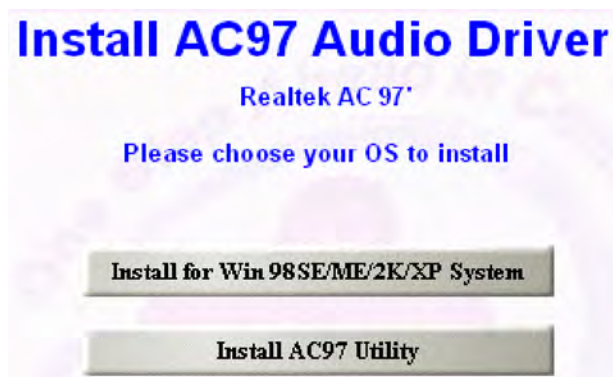 Install AC97 Audio Driver
Realtek AC 97'
Please choose your OS to install
Install for Win 98SE/ME/2K/XP System
Install AC97 Utility